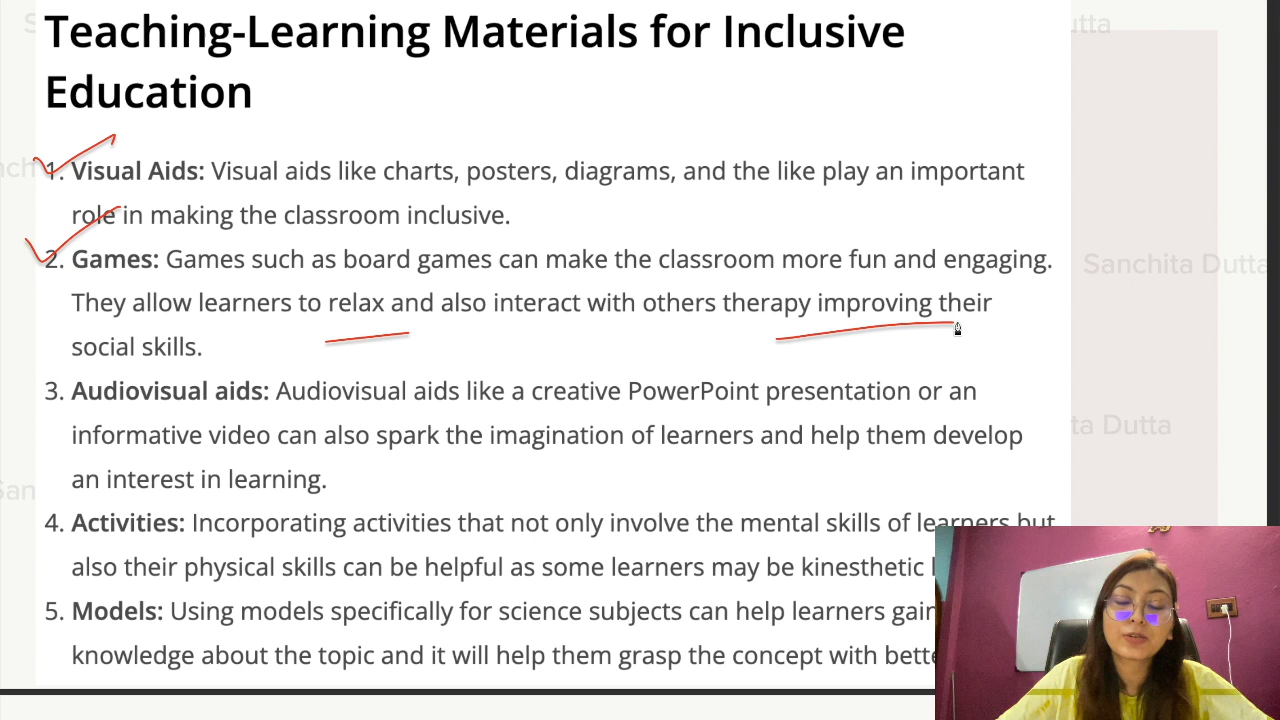 Teaching-Learning Materials for Inclusive
Education
1. Visual Aids: Visual aids like charts, posters, diagrams, and the like play an important
role in making the classroom inclusive.
2. Games: Games such as board games can make the classroom more fun and engaging.
They allow learners to relax and also interact with others therapy improving their
social skills.
3. Audiovisual aids: Audiovisual aids like a creative PowerPoint presentation or an
informative video can also spark the imagination of learners and help them develop
an interest in learning.
4. Activities: Incorporating activities that not only involve the mental skills of learners but
also their physical skills can be helpful as some learners may be kinesthetic
5. Models: Using models specifically for science subjects can help learners gain
knowledge about the topic and it will help them grasp the concept with
Sanchita Dutta
Dutta